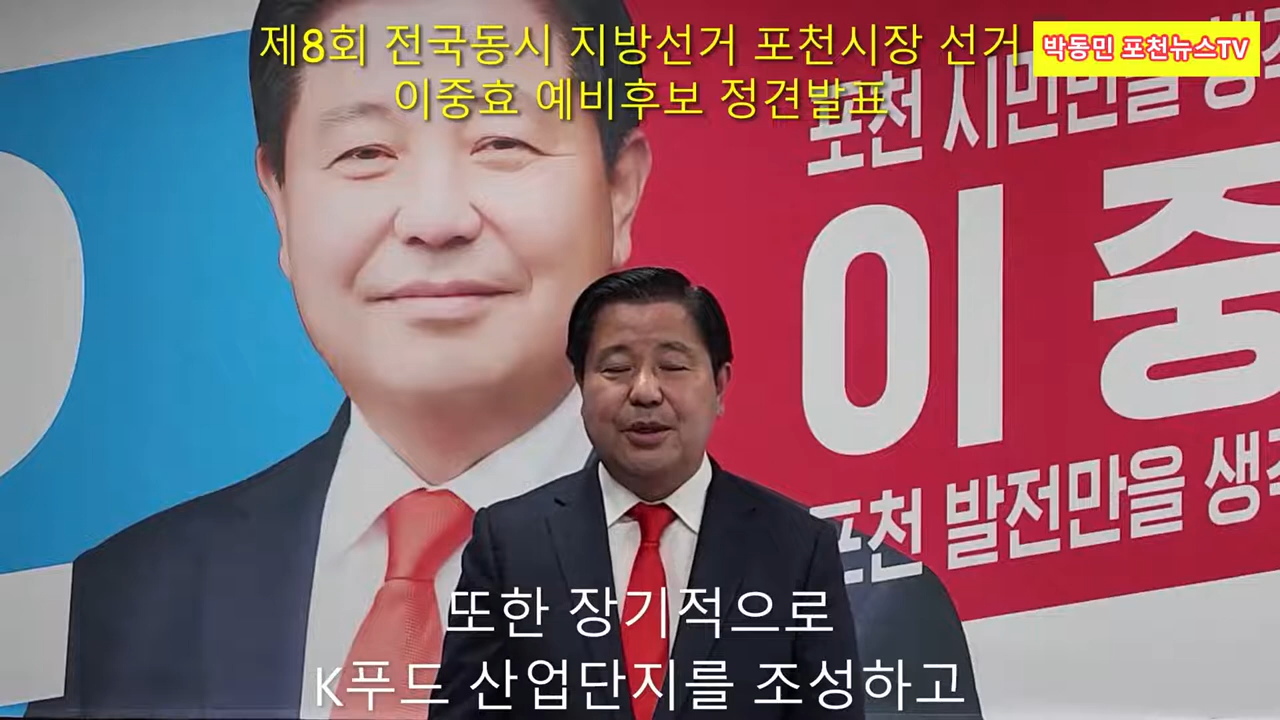 제8회 전국동시 지방선거 포천시장 선거
박동민 포천뉴스TV
이중효 예비후보 정견발표
포천 시민만을 생각
이 중
포천 발전만을 생각
또한 장기적으로
K푸드 산업단지를 조성하고